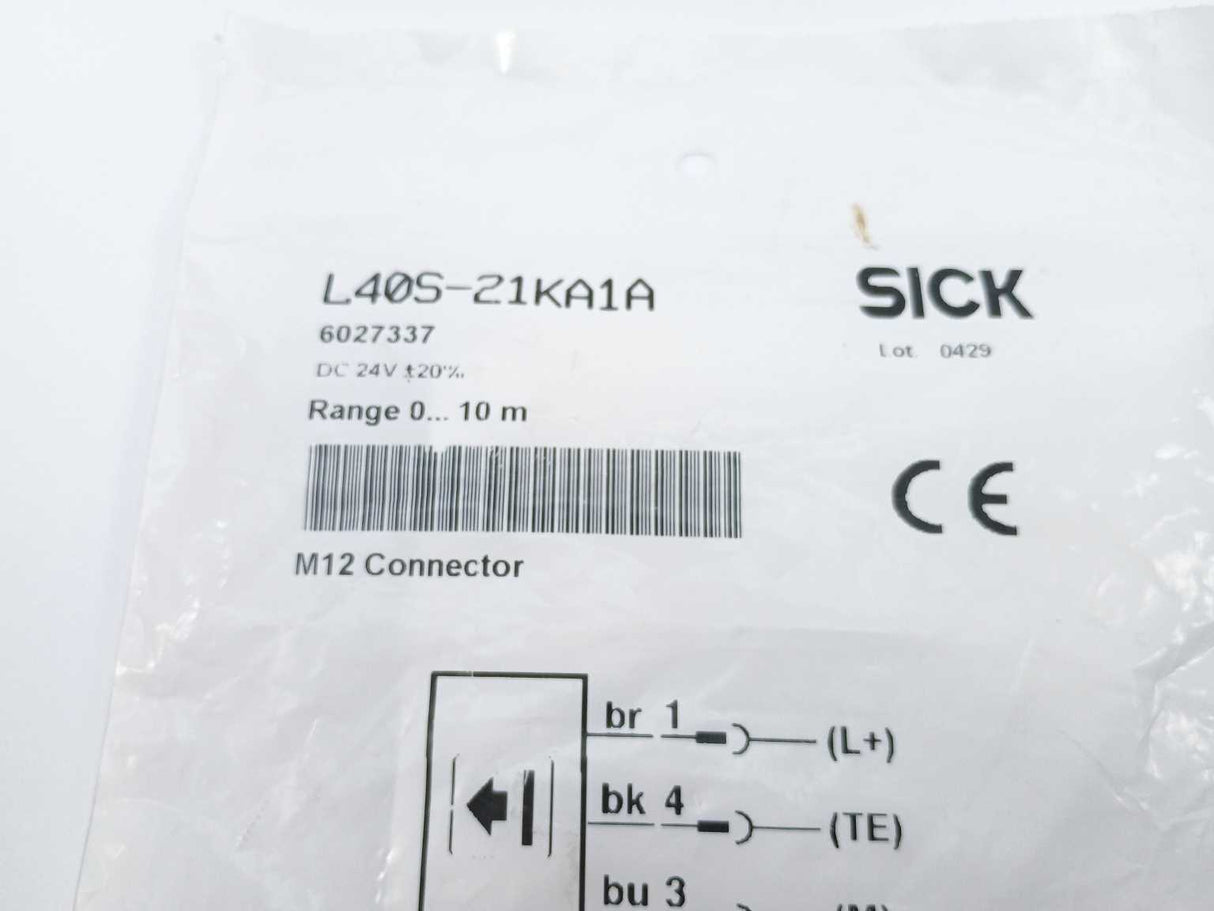 L40S-21KA1A
SICK
6027337
Lot. 0429
DC 24V ±20%
Range 0... 10 m
CE
M12 Connector
br 1 (L+)
bk 4 (TE)
bu 3 (M)